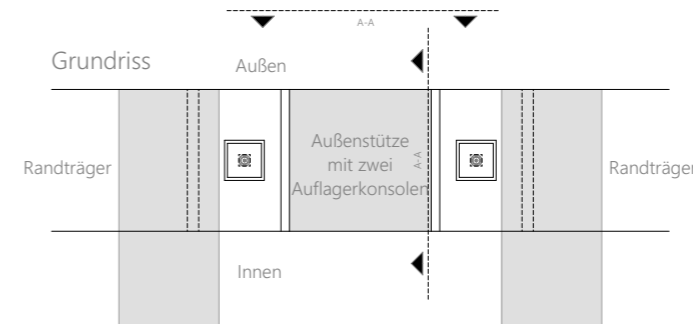 A-A
Grundriss
Außen
Außenstütze
mit zwei
Auflagerkonsolen
A-A
Randträger
Randträger
Innen